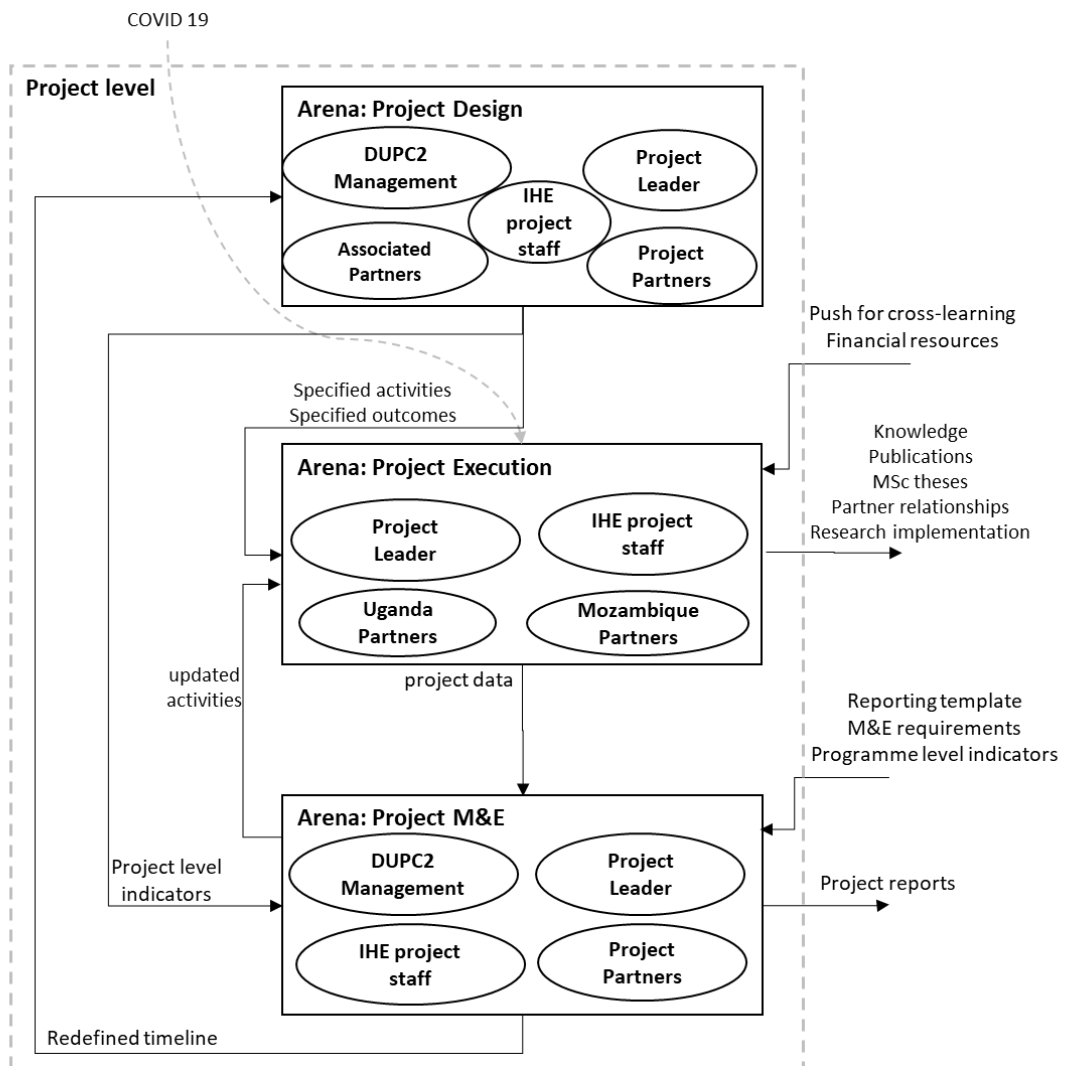 COVID 19
Project level
Arena: Project Design
DUPC2
Management
Project
Leader
IHE
project
staff
Associated
Partners
Project
Partners
Push for cross-learning
Financial resources
Specified activities
Specified outcomes
Knowledge
Publications
MSc theses
Partner relationships
Research implementation
Arena: Project Execution
Project
Leader
IHE project
staff
Uganda
Partners
Mozambique
Partners
updated
activities
project data
Reporting template
M&E requirements
Programme level indicators
Arena: Project M&E
DUPC2
Management
Project
Leader
Project level
indicators
Project reports
IHE project
staff
Project
Partners
Redefined timeline